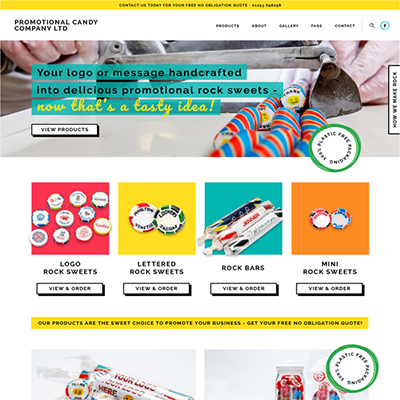 CONTACT US TODAY FOR YOUR FREE NO OBLIGATION QUOTE - 01253 698298
PROMOTIONAL CANDY
COMPANY LTD
PRODUCTS
ABOUT
GALLERY
FAQS
CONTACT
Your logo or message handcrafted
into delicious promotional rock sweets -
now that's a tasty idea!
VIEW PRODUCTS
HOW WE MAKE ROCK
100% PLASTIC FREE PACKAGING
LOGO
ROCK SWEETS
VIEW & ORDER
LETTERED
ROCK SWEETS
VIEW & ORDER
ROCK BARS
VIEW & ORDER
MINI
ROCK SWEETS
VIEW & ORDER
OUR PRODUCTS ARE THE SWEET CHOICE TO PROMOTE YOUR BUSINESS - GET YOUR FREE NO OBLIGATION QUOTE!
YOUR LOGO
HERE
100% PLASTIC FREE PACKAGING